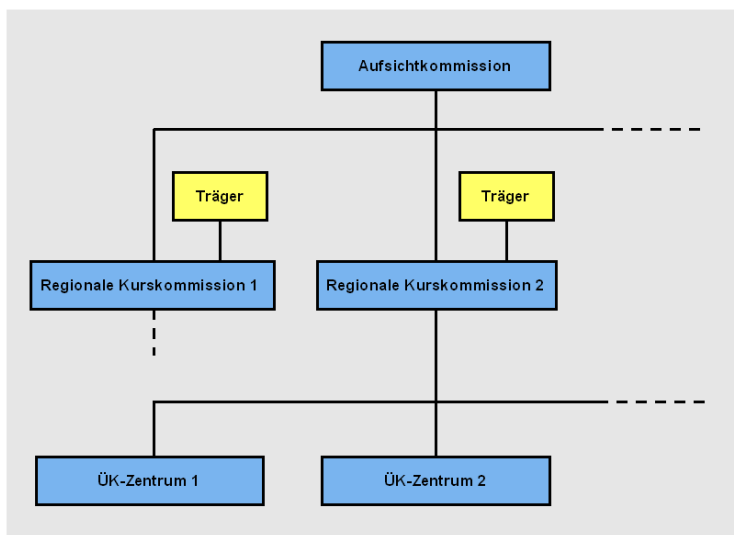 Aufsichtkommission
Träger
Träger
Regionale Kurskommission 1
Regionale Kurskommission 2
ÜK-Zentrum 1
ÜK-Zentrum 2